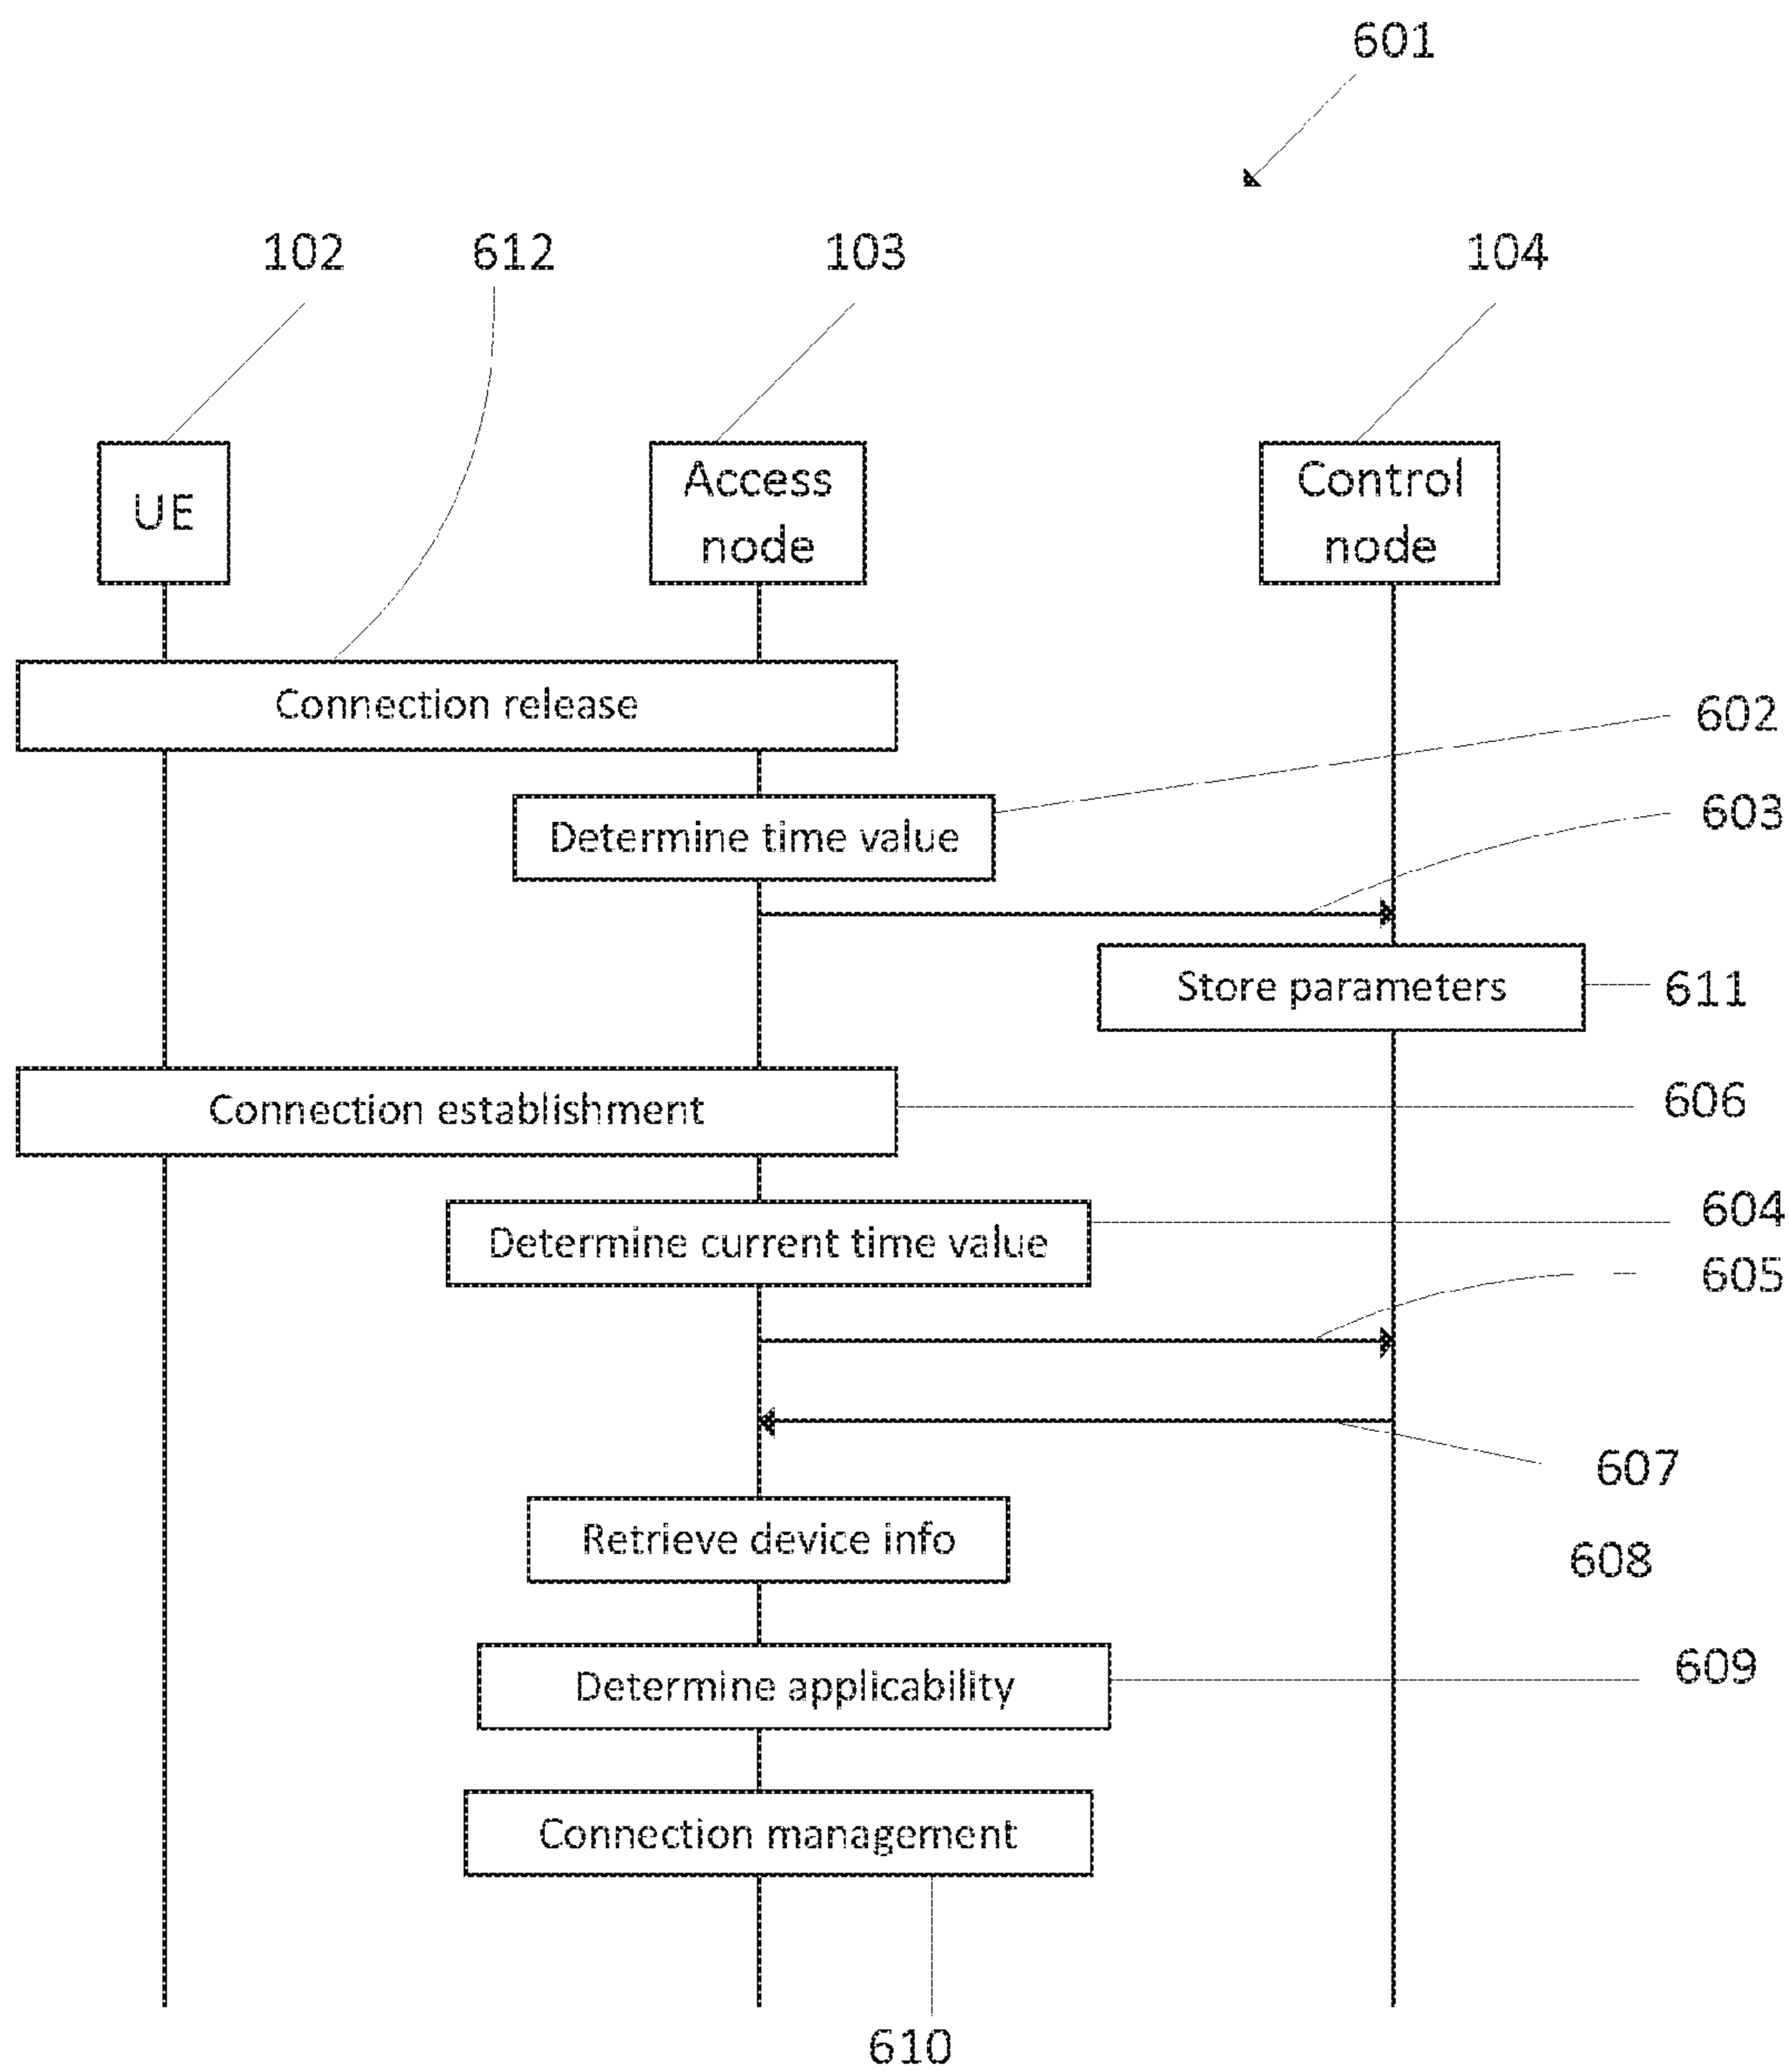 601
102
612
103
104
UE
Access
node
Control
node
Connection release
602
Determine time value
603
Store parameters
611
Connection establishment
606
Determine current time value
604
605
607
Retrieve device info
608
Determine applicability
609
Connection management
610